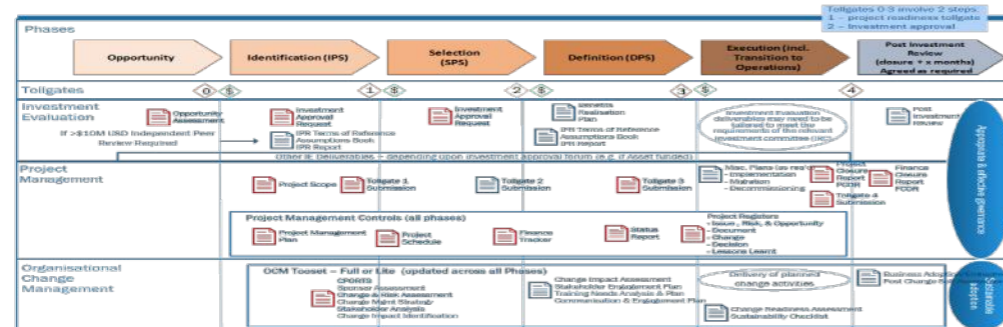 Tollgates 0-3 involve 2 steps:
1 – project readiness tollgate
2 – Investment approval
Phases
Opportunity
Identification (IPS)
Selection
(SPS)
Definition (DPS)
Execution (incl.
Transition to
Operations)
Post Investment
Review
(closure + x months)
Agreed as required
Tollgates
0
$
1
$
2
$
3
$
4
Investment
Evaluation
If >$10M USD Independent Peer
Review Required
Opportunity
Assessment
Investment
Approval
Request
IPR Terms of Reference
Assumptions Book
IPR Report
Investment
Approval
Request
Benefits
Realisation
Plan
IPR Terms of Reference
Assumptions Book
IPR Report
Investment Evaluation
deliverables may need to be
tailored to meet the
requirements of the relevant
investment committee
Post
Investment
Review
Other IE Deliverables – depending upon investment approval forum (e.g. if Asset funded)
Appropriate & effective governance
Project
Management
Project Scope
Tollgate 1
Submission
Tollgate 2
Submission
Tollgate 3
Submission
Misc. Plans (as req'd)
- Implementation
- Migration
- Decommissioning
Project
Closure
Report
PCOR
Tollgate 4
Submission
Finance
Closure
Report
FCOR
Project Management Controls (all phases)
Project Management
Plan
Project
Schedule
Finance
Tracker
Status
Report
Project Registers
- Issue, Risk, & Opportunity
- Document
- Change
- Decision
- Lessons Learnt
Organisational
Change
Management
OCM Tooset – Full or Lite (updated across all Phases)
CPORTS
Sponsor Assessment
Change & Risk Assessment
Change Mgmt Strategy
Stakeholder Analysis
Change Impact Identification
Change Impact Assessment
Stakeholder Engagement Plan
Training Needs Analysis & Plan
Communication & Engagement Plan
Delivery of planned
change activities
Change Readiness Assessment
Sustainability Checklist
Business Adoption
Post Change
Sustainable
adoption